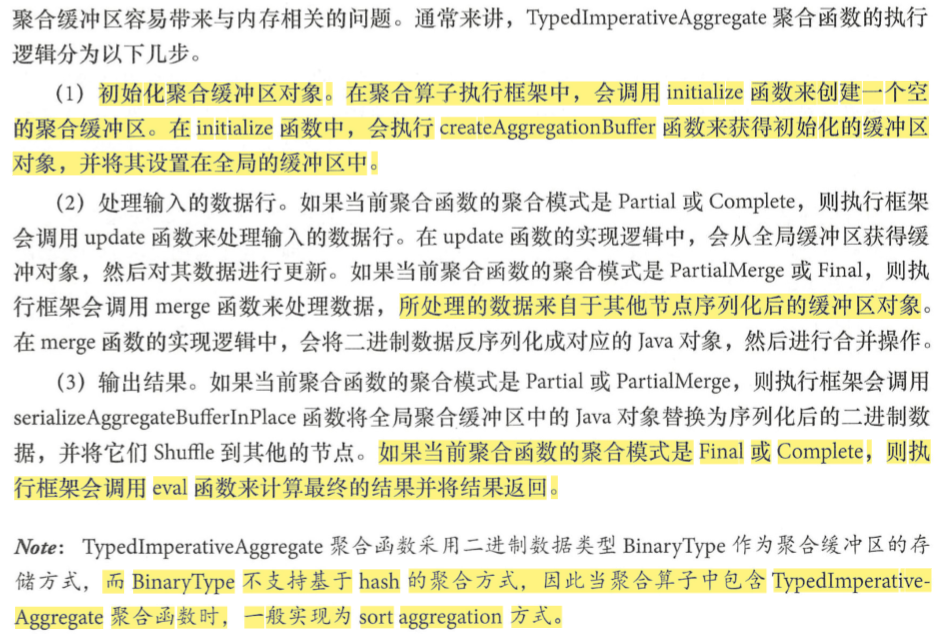 聚合缓冲区容易带来与内存相关的问题。通常来讲，TypedImperativeAggregate 聚合函数的执行
逻辑分为以下几步。
（1）初始化聚合缓冲区对象。在聚合算子执行框架中，会调用 initialize 函数来创建一个空
的聚合缓冲区。在 initialize 函数中，会执行 createAggregationBuffer 函数来获得初始化的缓冲区
对象，并将其设置在全局的缓冲区中。
（2）处理输入的数据行。如果当前聚合函数的聚合模式是 Partial 或 Complete，则执行框架
会调用 update 函数来处理输入的数据行。在 update 函数的实现逻辑中，会从全局缓冲区获得缓
冲对象，然后对其数据进行更新。如果当前聚合函数的聚合模式是 PartialMerge 或 Final，则执
行框架会调用 merge 函数来处理数据，所处理的数据来自于其他节点序列化后的缓冲区对象。
在 merge 函数的实现逻辑中，会将二进制数据反序列化成对应的 Java 对象，然后进行合并操作。
（3）输出结果。如果当前聚合函数的聚合模式是 Partial 或 PartialMerge，则执行框架会调用
serializeAggregateBufferInPlace 函数将全局聚合缓冲区中的 Java 对象替换为序列化后的二进制数
据，并将它们 Shuffle 到其他的节点。如果当前聚合函数的聚合模式是 Final 或 Complete，则执
行框架会调用 eval 函数来计算最终的结果并将结果返回。
Note： TypedImperativeAggregate 聚合函数采用二进制数据类型 BinaryType 作为聚合缓冲区的存
储方式，而 BinaryType 不支持基于 hash 的聚合方式，因此当聚合算子中包含 TypedImperative-
Aggregate 聚合函数时，一般实现为 sort aggregation 方式。